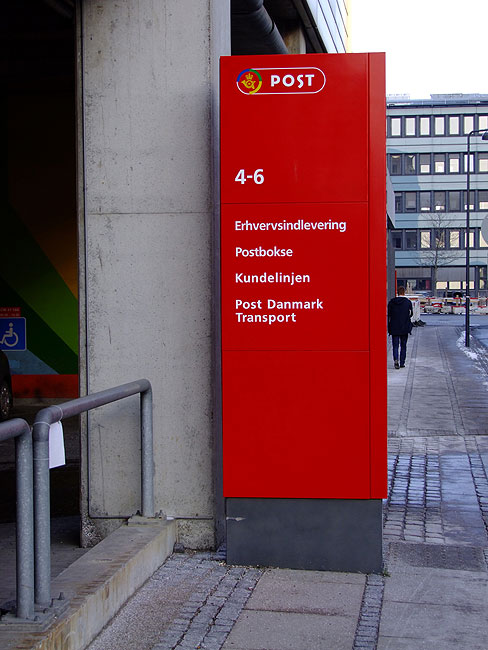 POST
4-6
Erhvervsindlevering
Postbokse
Kundelinjen
Post Danmark
Transport